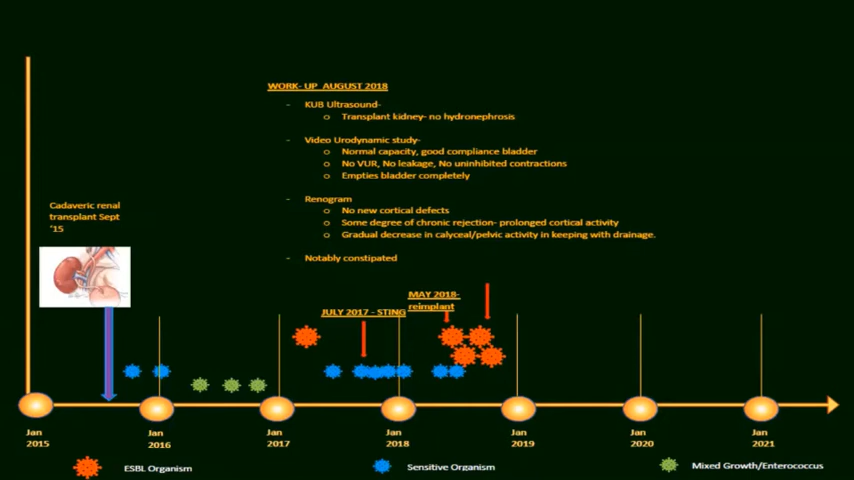 WORK- UP AUGUST 2018
- KUB Ultrasound-
o Transplant kidney- no hydronephrosis
- Video Urodynamic study-
o Normal capacity, good compliance bladder
o No VUR, No leakage, No uninhibited contractions
o Empties bladder completely
- Renogram
o No new cortical defects
o Some degree of chronic rejection- prolonged cortical activity
o Gradual decrease in calyceal/pelvic activity in keeping with drainage.
- Notably constipated
Cadaveric renal
transplant Sept
'15
MAY 2018-
reimplant
JULY 2017 - STING
Jan
2015
Jan
2016
Jan
2017
Jan
2018
Jan
2019
Jan
2020
Jan
2021
ESBL Organism
Sensitive Organism
Mixed Growth/Enterococcus